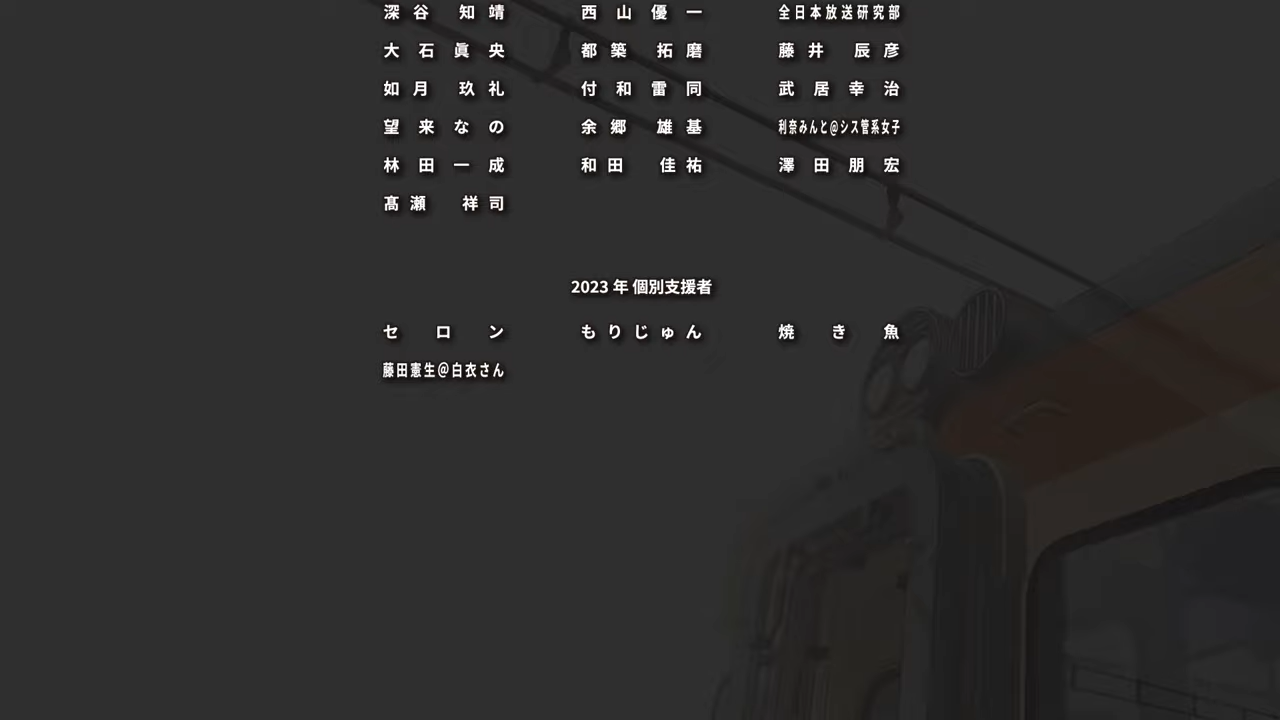 深谷 知靖 西山優一 全日本放送研究部
大石眞央 都築 拓磨 藤井 辰彦
如月 玖礼 付和雷同 武居幸治
望来なの 余郷 雄基 利奈みんと@シス管系女子
林田一成 和田 佳祐 澤田朋宏
髙瀬 祥司
2023 年 個別支援者
セロン もりじゅん 焼き魚
藤田憲生@白衣さん